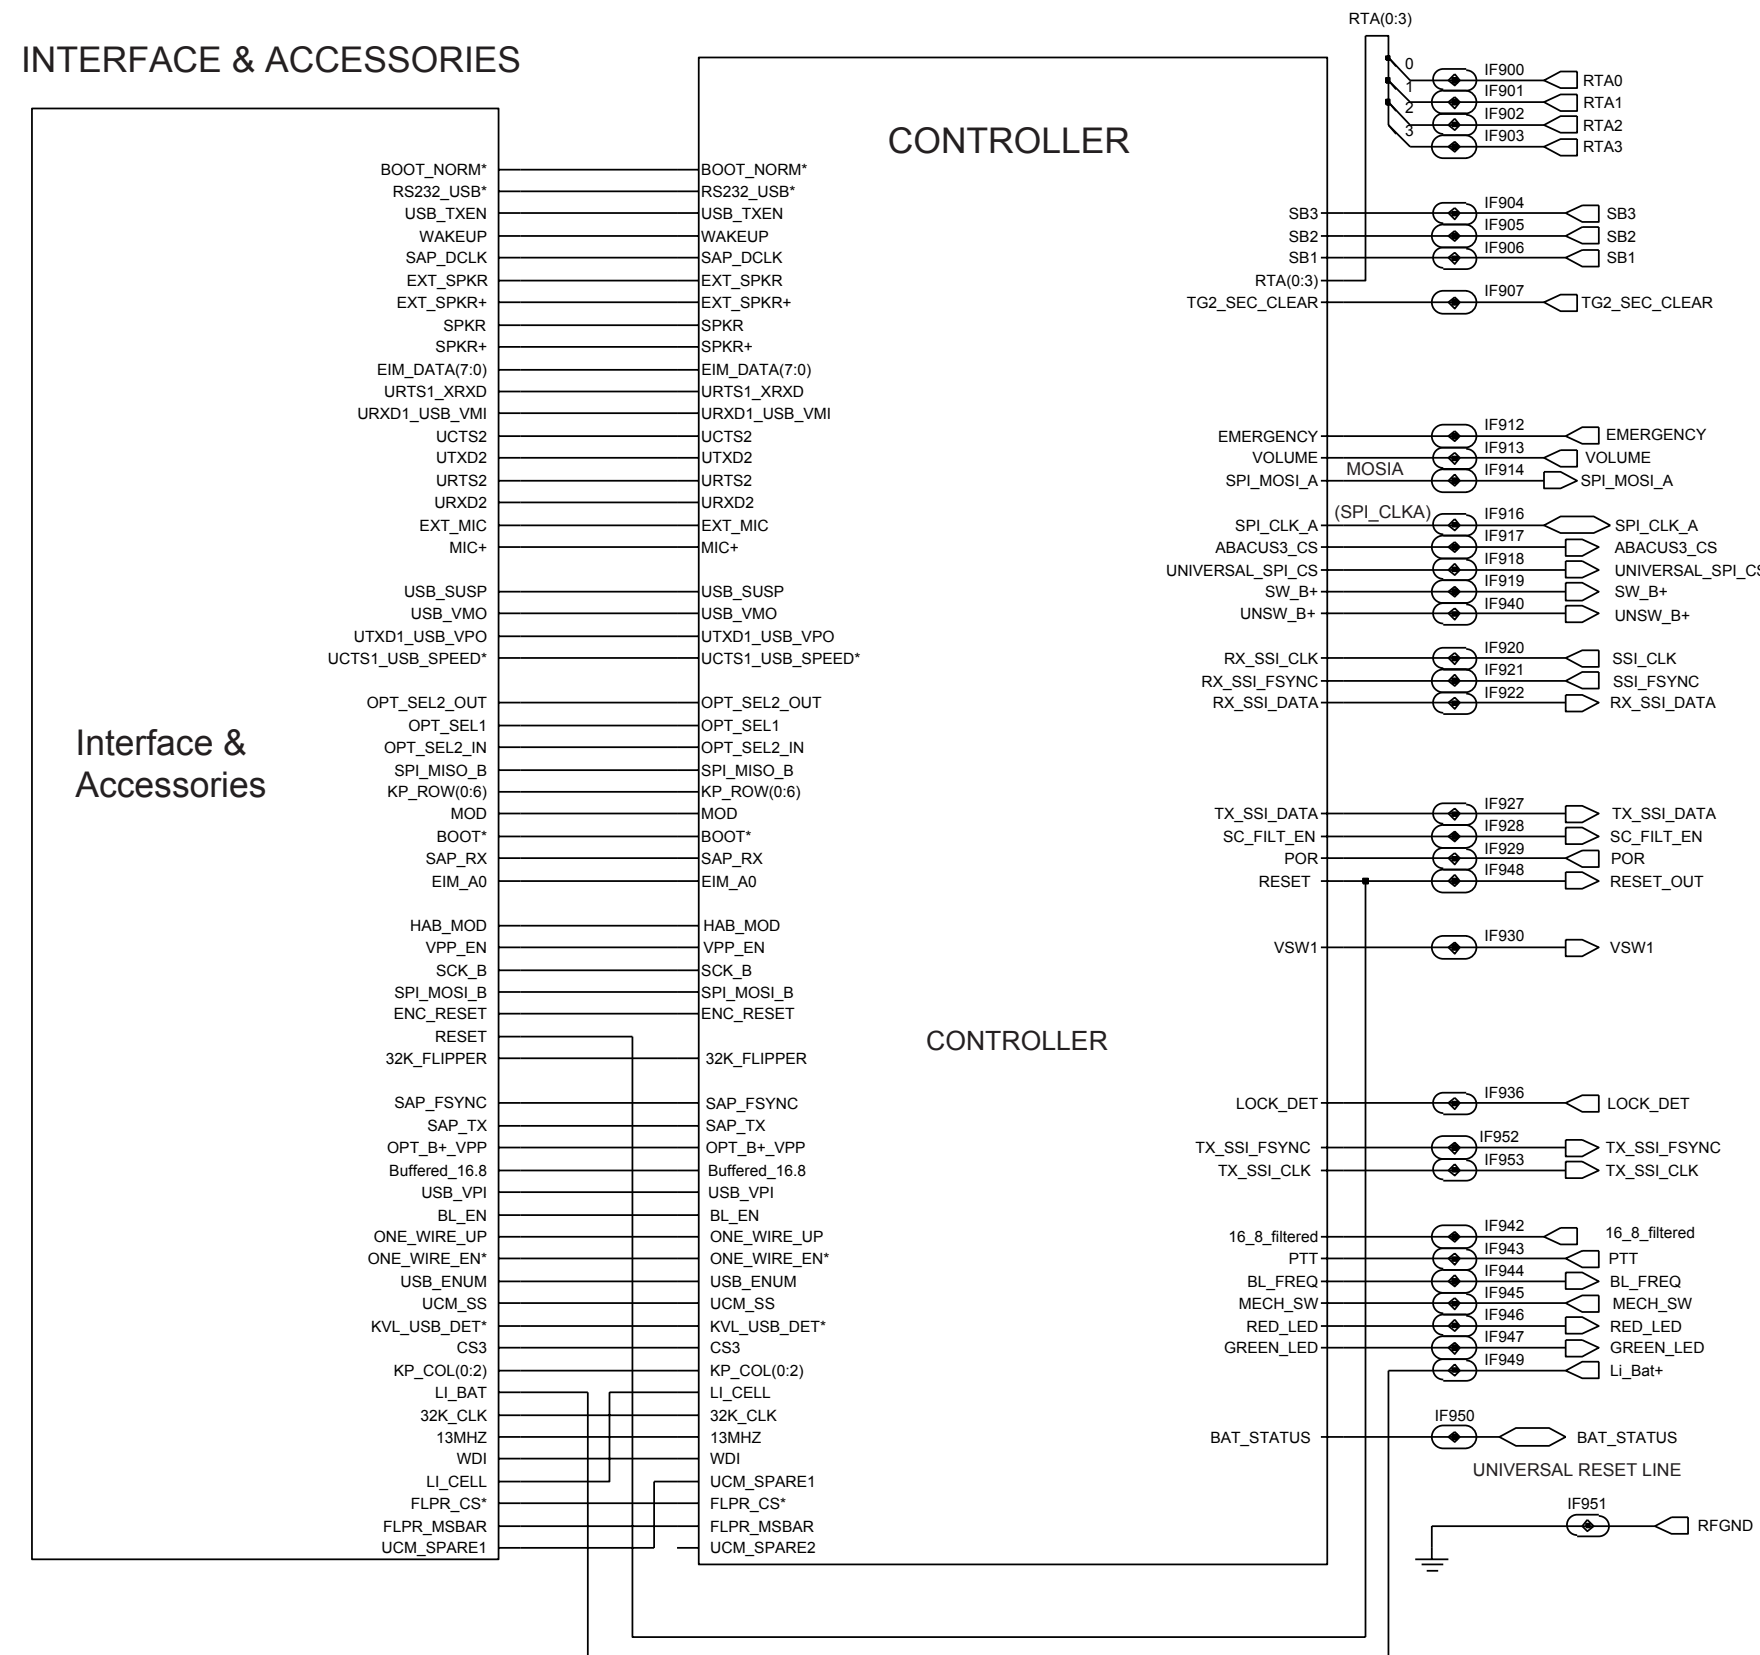 RTA(0:3)
INTERFACE & ACCESSORIES
CONTROLLER
0 IF900 RTA0
1 IF901 RTA1
2 IF902 RTA2
3 IF903 RTA3
BOOT_NORM* BOOT_NORM*
RS232_USB* RS232_USB*
USB_TXEN USB_TXEN SB3 IF904 SB3
WAKEUP WAKEUP SB2 IF905 SB2
SAP_DCLK SAP_DCLK SB1 IF906 SB1
EXT_SPKR EXT_SPKR RTA(0:3)
EXT_SPKR+ EXT_SPKR+ TG2_SEC_CLEAR IF907 TG2_SEC_CLEAR
SPKR SPKR
SPKR+ SPKR+
EIM_DATA(7:0) EIM_DATA(7:0)
URTS1_XRXD URTS1_XRXD
URXD1_USB_VMI URXD1_USB_VMI
UCTS2 UCTS2 EMERGENCY IF912 EMERGENCY
UTXD2 UTXD2 VOLUME IF913 VOLUME
URTS2 URTS2 SPI_MOSI_A MOSIA IF914 SPI_MOSI_A
URXD2 URXD2
EXT_MIC EXT_MIC SPI_CLK_A (SPI_CLKA) IF916 SPI_CLK_A
MIC+ MIC+ ABACUS3_CS IF917 ABACUS3_CS
UNIVERSAL_SPI_CS IF918 UNIVERSAL_SPI_CS
USB_SUSP USB_SUSP SW_B+ IF919 SW_B+
USB_VMO USB_VMO UNSW_B+ IF940 UNSW_B+
UTXD1_USB_VPO UTXD1_USB_VPO
UCTS1_USB_SPEED* UCTS1_USB_SPEED* RX_SSI_CLK IF920 SSI_CLK
RX_SSI_FSYNC IF921 SSI_FSYNC
OPT_SEL2_OUT OPT_SEL2_OUT RX_SSI_DATA IF922 RX_SSI_DATA
OPT_SEL1 OPT_SEL1
Interface &
Accessories
OPT_SEL2_IN OPT_SEL2_IN
SPI_MISO_B SPI_MISO_B
KP_ROW(0:6) KP_ROW(0:6)
MOD MOD TX_SSI_DATA IF927 TX_SSI_DATA
BOOT* BOOT* SC_FILT_EN IF928 SC_FILT_EN
SAP_RX SAP_RX POR IF929 POR
EIM_A0 EIM_A0 RESET IF948 RESET_OUT
HAB_MOD HAB_MOD
VPP_EN VPP_EN VSW1 IF930 VSW1
SCK_B SCK_B
SPI_MOSI_B SPI_MOSI_B
ENC_RESET ENC_RESET
RESET
CONTROLLER
32K_FLIPPER 32K_FLIPPER
SAP_FSYNC SAP_FSYNC LOCK_DET IF936 LOCK_DET
SAP_TX SAP_TX
OPT_B+_VPP OPT_B+_VPP TX_SSI_FSYNC IF952 TX_SSI_FSYNC
Buffered_16.8 Buffered_16.8 TX_SSI_CLK IF953 TX_SSI_CLK
USB_VPI USB_VPI
BL_EN BL_EN
ONE_WIRE_UP ONE_WIRE_UP 16_8_filtered IF942 16_8_filtered
ONE_WIRE_EN* ONE_WIRE_EN* PTT IF943 PTT
USB_ENUM USB_ENUM BL_FREQ IF944 BL_FREQ
UCM_SS UCM_SS MECH_SW IF945 MECH_SW
KVL_USB_DET* KVL_USB_DET* RED_LED IF946 RED_LED
CS3 CS3 GREEN_LED IF947 GREEN_LED
KP_COL(0:2) KP_COL(0:2) IF949 Li_Bat+
LI_BAT LI_CELL
32K_CLK 32K_CLK
13MHZ 13MHZ BAT_STATUS IF950 BAT_STATUS
WDI WDI
UNIVERSAL RESET LINE
LI_CELL UCM_SPARE1
FLPR_CS* FLPR_CS*
FLPR_MSBAR FLPR_MSBAR IF951 RFGND
UCM_SPARE1 UCM_SPARE2